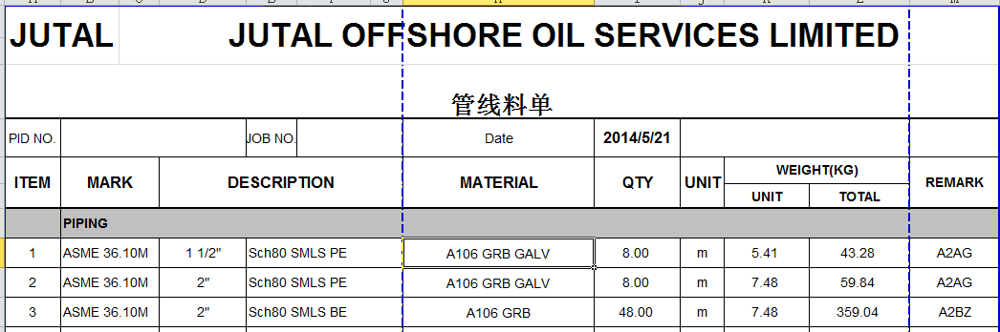 JUTAL JUTAL OFFSHORE OIL SERVICES LIMITED
管线料单
PID NO. JOB NO. Date 2014/5/21
ITEM MARK DESCRIPTION MATERIAL QTY UNIT WEIGHT(KG) REMARK
UNIT TOTAL
PIPING
1 ASME 36.10M 1 1/2" Sch80 SMLS PE A106 GRB GALV 8.00 m 5.41 43.28 A2AG
2 ASME 36.10M 2" Sch80 SMLS PE A106 GRB GALV 8.00 m 7.48 59.84 A2AG
3 ASME 36.10M 2" Sch80 SMLS BE A106 GRB 48.00 m 7.48 359.04 A2BZ